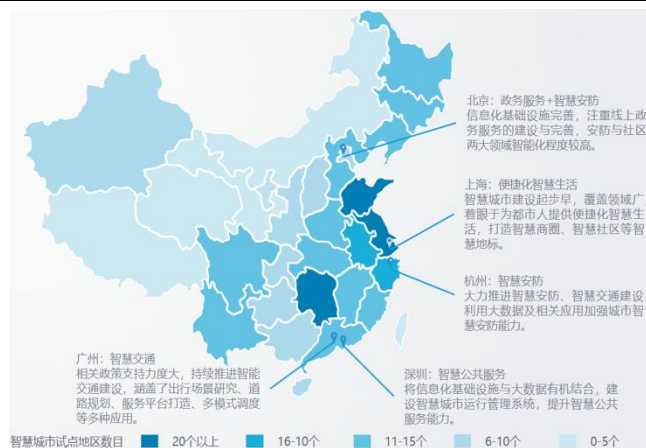 北京：政务服务+智慧安防
信息化基础设施完善，注重线上政
务服务的建设与完善，安防与社区
两大领域智能化程度较高。
上海：便捷化智慧生活
智慧城市建设起步早，覆盖领域广
着眼于为都市人提供便捷化智慧生
活，打造智慧商圈、智慧社区等智
慧地标。
杭州：智慧安防
大力推进智慧安防、智慧交通建设，
利用大数据及相关应用加强城市智
慧安防能力。
广州：智慧交通
相关政策支持力度大，持续推进智能
交通建设，涵盖了出行场景研究、道
路规划、服务平台打造、多模式调度
等多种应用。
深圳：智慧公共服务
将信息化基础设施与大数据有机结合，建
设智慧城市运行管理系统，提升智慧公共
服务能力。
智慧城市试点地区数目 20个以上 16-10个 11-15个 6-10个 0-5个